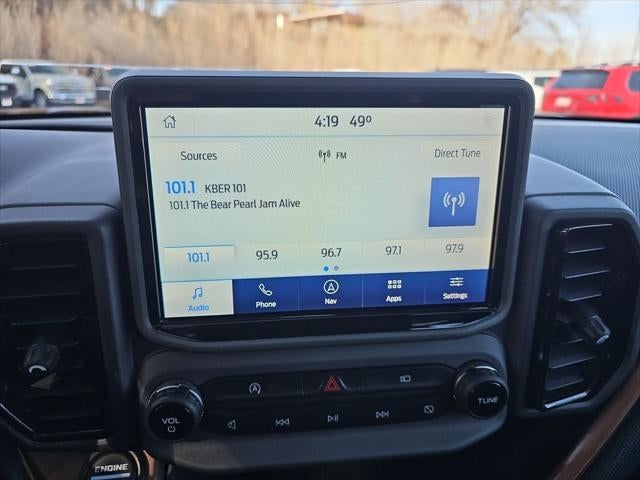 4:19 49°
Sources FM Direct Tune
101.1 KBER 101
101.1 The Bear Pearl Jam Alive
101.1 95.9 96.7 97.1 97.9
Audio Phone Nav Apps Settings
VOL TUNE
ENGINE